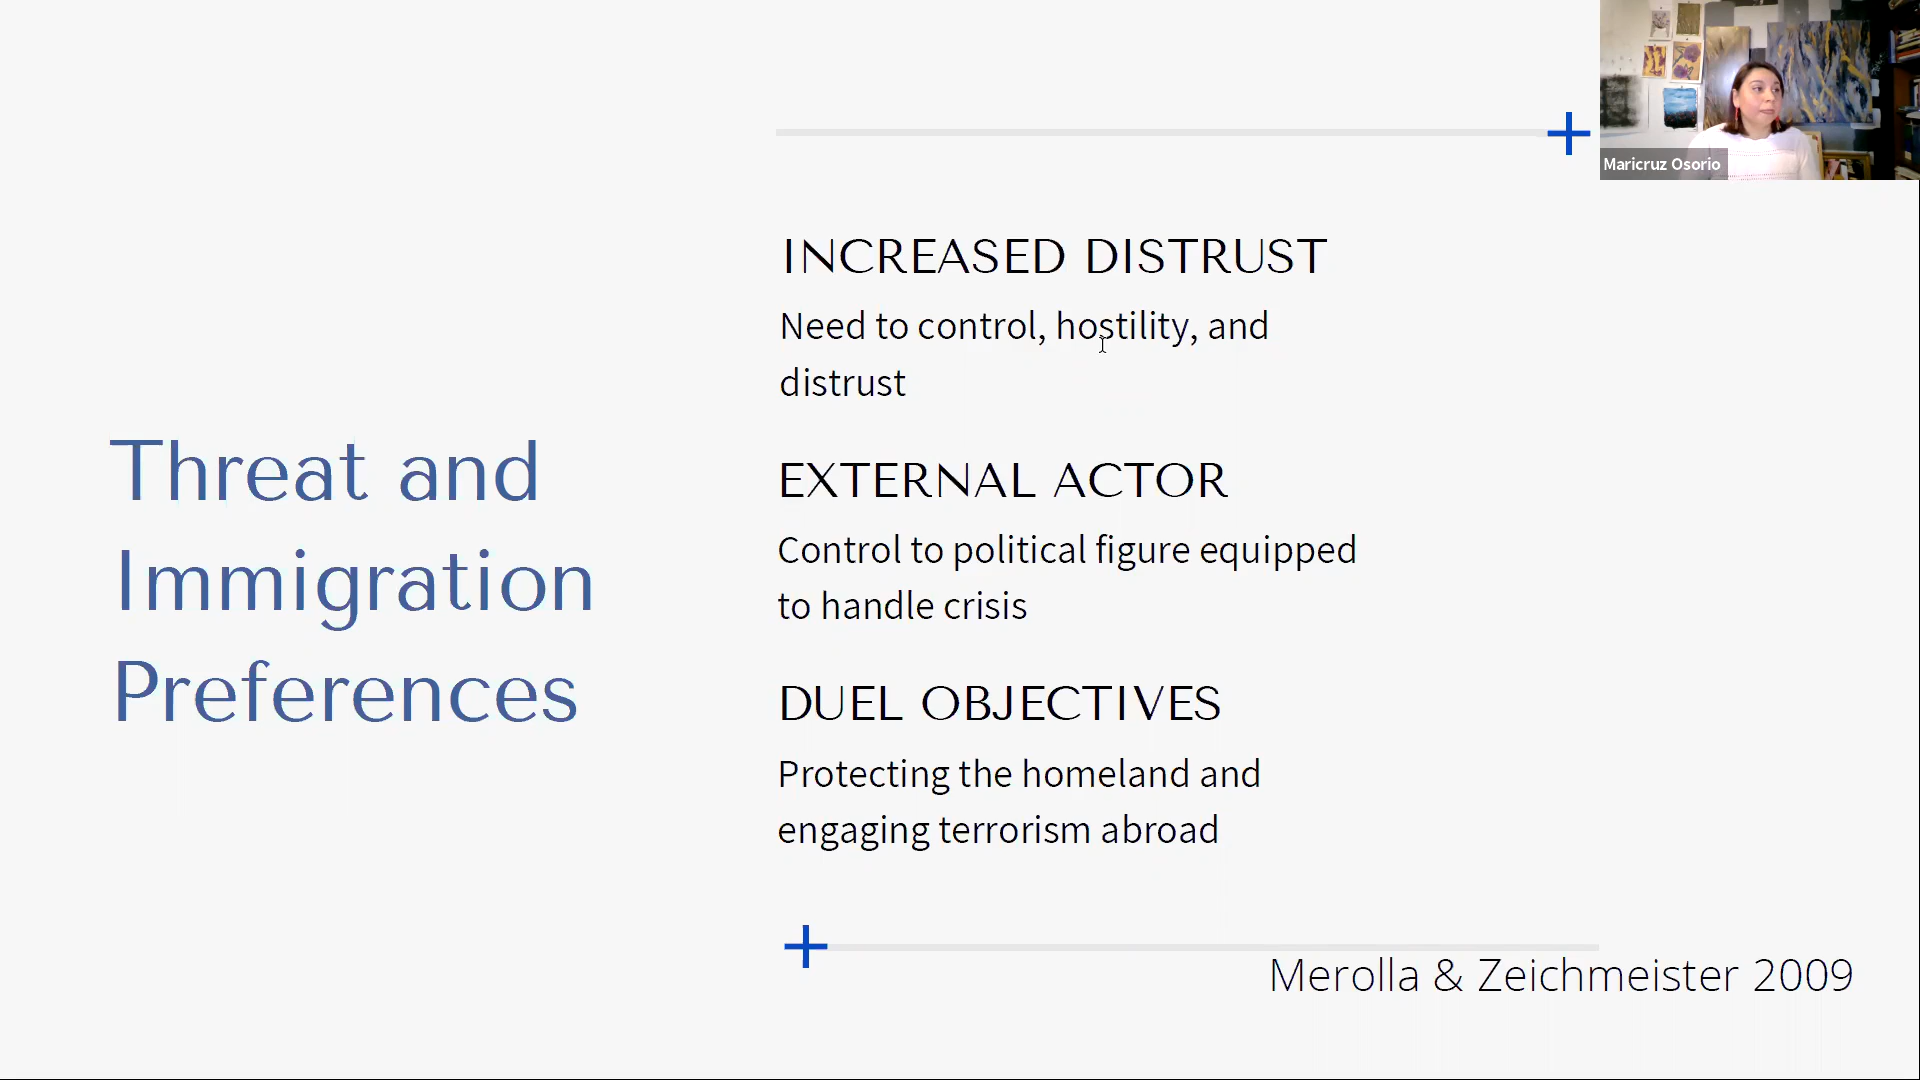 Maricruz Osorio
Threat and
Immigration
Preferences
INCREASED DISTRUST
Need to control, hostility, and
distrust
EXTERNAL ACTOR
Control to political figure equipped
to handle crisis
DUEL OBJECTIVES
Protecting the homeland and
engaging terrorism abroad
Merolla & Zeichmeister 2009